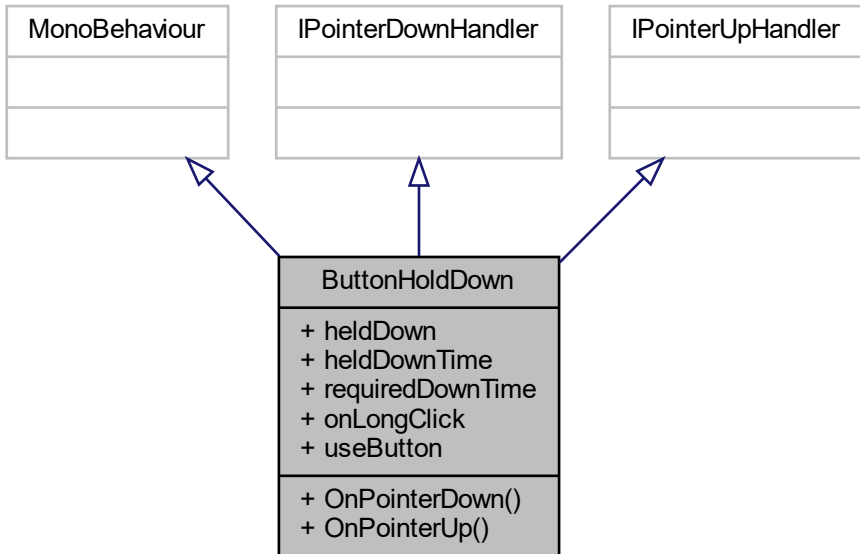 MonoBehaviour
IPointerDownHandler
IPointerUpHandler
ButtonHoldDown
+ heldDown
+ heldDownTime
+ requiredDownTime
+ onLongClick
+ useButton
+ OnPointerDown()
+ OnPointerUp()